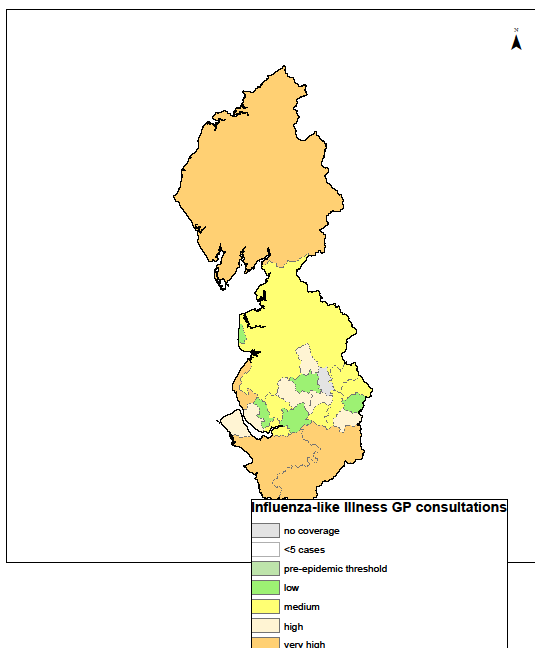 N
Influenza-like Illness GP consultations
no coverage
<5 cases
pre-epidemic threshold
low
medium
high
very high